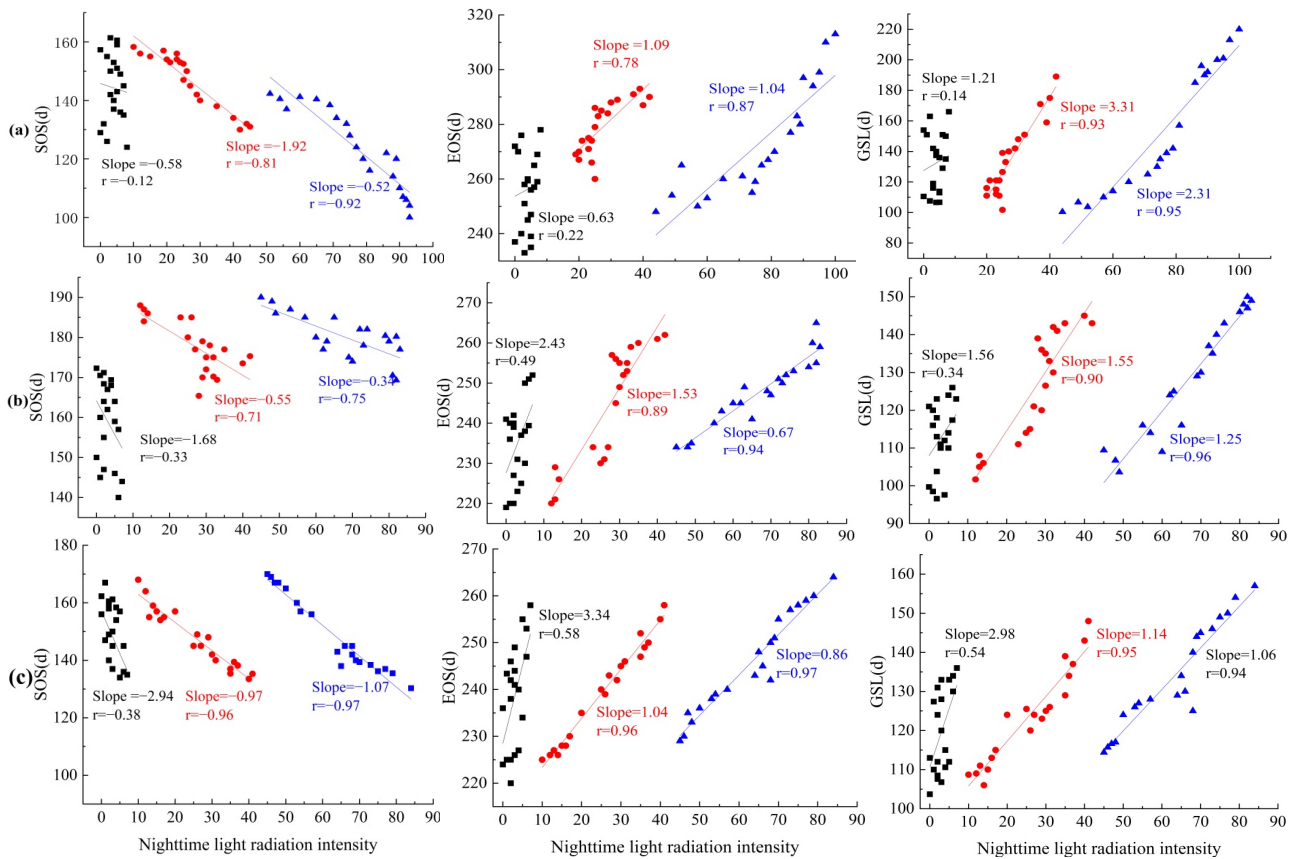 (a)
SOS(d)
160
140
120
100
0 10 20 30 40 50 60 70 80 90 100
Slope =−0.58
r=−0.12
Slope =−1.92
r =−0.81
Slope =−0.52
r =−0.92
EOS(d)
320
300
280
260
240
0 20 40 60 80 100
Slope =1.09
r =0.78
Slope =1.04
r =0.87
Slope =0.63
r =0.22
GSL(d)
220
200
180
160
140
120
100
80
0 20 40 60 80 100
Slope =1.21
r =0.14
Slope =3.31
r =0.93
Slope =2.31
r =0.95
(b)
SOS(d)
190
180
170
160
150
140
0 10 20 30 40 50 60 70 80 90
Slope=−1.68
r=−0.33
Slope=−0.55
r=−0.71
Slope=−0.34
r=−0.75
EOS(d)
270
260
250
240
230
220
0 10 20 30 40 50 60 70 80 90
Slope=2.43
r=0.49
Slope=1.53
r=0.89
Slope=0.67
r=0.94
GSL(d)
150
140
130
120
110
100
90
0 10 20 30 40 50 60 70 80 90
Slope=1.56
r=0.34
Slope=1.55
r=0.90
Slope=1.25
r=0.96
(c)
SOS(d)
180
160
140
120
100
0 10 20 30 40 50 60 70 80 90
Slope =−2.94
r=−0.38
Slope=−0.97
r=−0.96
Slope=−1.07
r=−0.97
Nighttime light radiation intensity
EOS(d)
270
260
250
240
230
220
0 10 20 30 40 50 60 70 80 90
Slope=3.34
r=0.58
Slope=1.04
r=0.96
Slope=0.86
r=0.97
Nighttime light radiation intensity
GSL(d)
170
160
150
140
130
120
110
100
0 10 20 30 40 50 60 70 80 90
Slope=2.98
r=0.54
Slope=1.14
r=0.95
Slope=1.06
r=0.94
Nighttime light radiation intensity